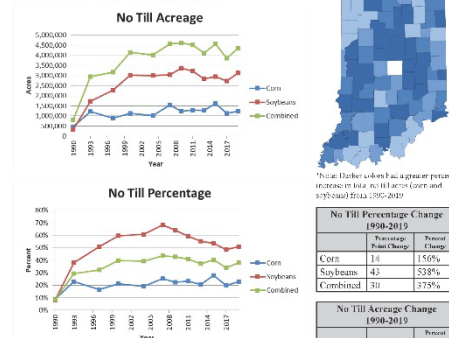 No Till Acreage
5,000,000
4,500,000
4,000,000
3,500,000
3,000,000
2,500,000
2,000,000
1,500,000
1,000,000
500,000
0
Acres
1990
1993
1996
1999
2002
2005
2008
2011
2014
2017
Year
Corn
Soybeans
Combined
No Till Percentage
80%
70%
60%
50%
40%
30%
20%
10%
0%
Percent
1990
1993
1996
1999
2002
2005
2008
2011
2014
2017
Year
Corn
Soybeans
Combined
*Note: Darker colors had a greater percent
increase in total no till acres (corn and
soybeans) from 1990-2019
No Till Percentage Change
1990-2019
Percentage Point Change
Percent Change
Corn 14 156%
Soybeans 43 538%
Combined 30 375%
No Till Acreage Change
1990-2019
Percent